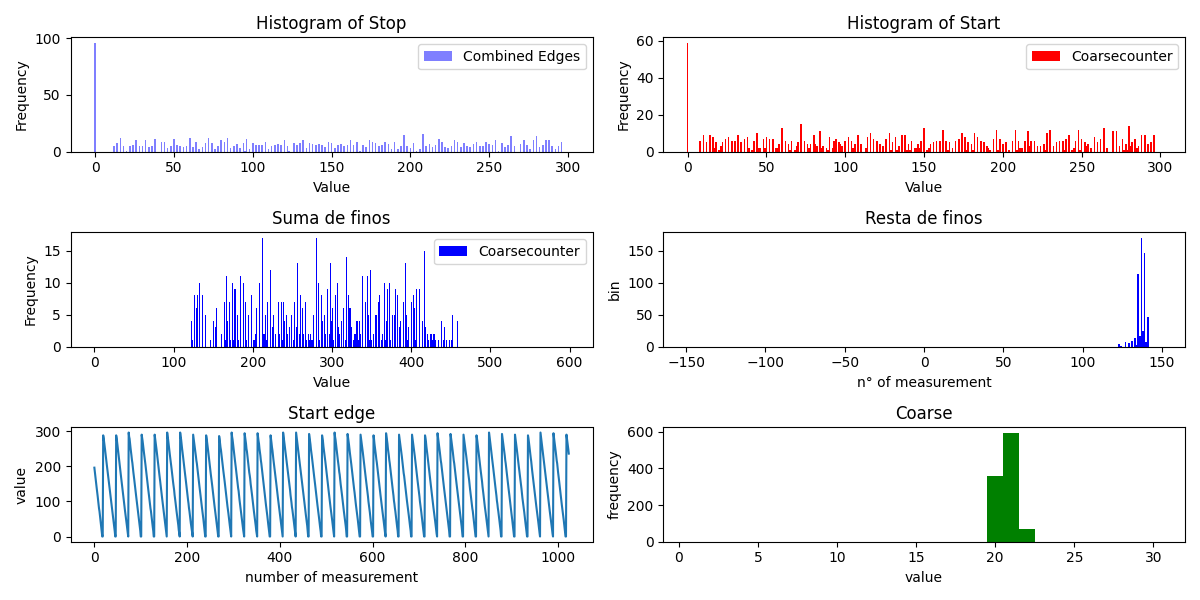 Histogram of Stop
Frequency
100
50
0
Combined Edges
0 50 100 150 200 250 300
Value
Histogram of Start
Frequency
60
40
20
0
Coarsecounter
0 50 100 150 200 250 300
Value
Suma de finos
Frequency
15
10
5
0
Coarsecounter
0 100 200 300 400 500 600
Value
Resta de finos
bin
150
100
50
0
−150 −100 −50 0 50 100 150
n° of measurement
Start edge
value
300
200
100
0
0 200 400 600 800 1000
number of measurement
Coarse
frequency
600
400
200
0
0 5 10 15 20 25 30
value